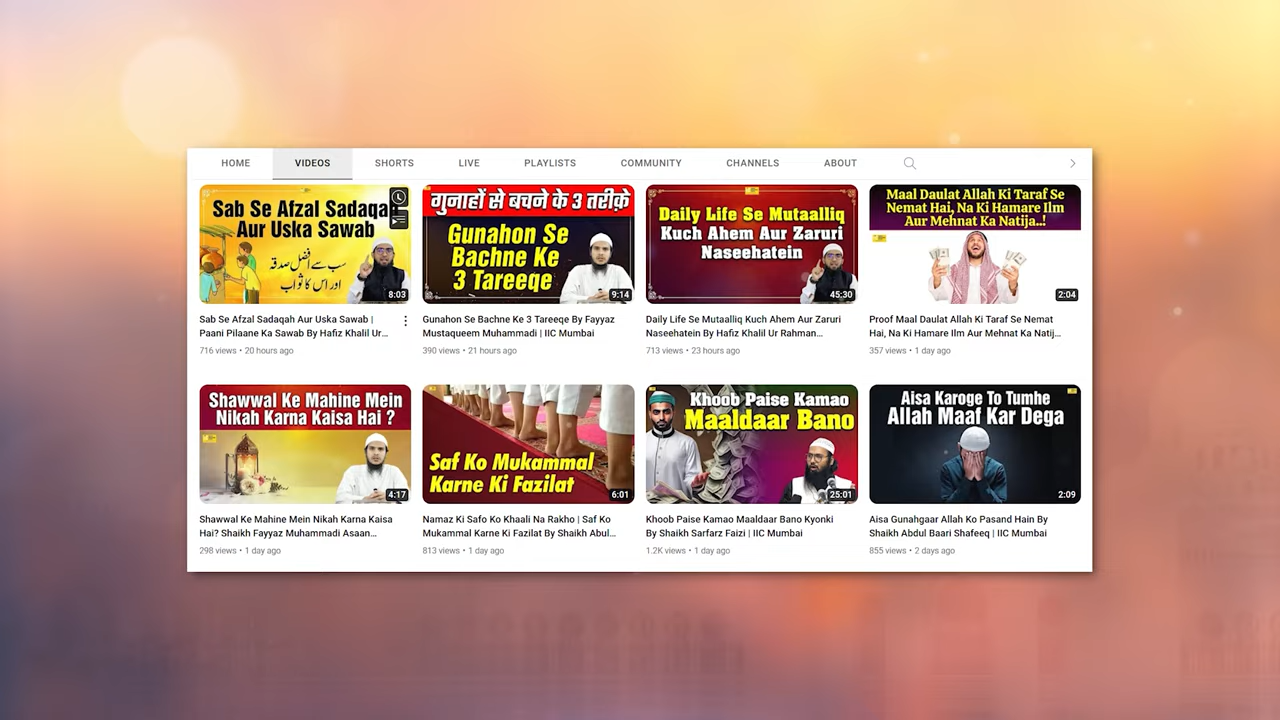 HOME
VIDEOS
SHORTS
LIVE
PLAYLISTS
COMMUNITY
CHANNELS
ABOUT
Sab Se Afzal Sadaqa
Aur Uska Sawab
سب سے افضل صدقہ
اور اس کا ثواب
8:03
गुनाहों से बचने के 3 तरीक़े
Gunahon Se
Bachne Ke
3 Tareeqe
9:14
Daily Life Se Mutaalliq
Kuch Ahem Aur Zaruri
Naseehatein
45:30
Maal Daulat Allah Ki Taraf Se
Nemat Hai, Na Ki Hamare Ilm
Aur Mehnat Ka Natija..!
2:04
Sab Se Afzal Sadaqah Aur Uska Sawab |
Paani Pilaane Ka Sawab By Hafiz Khalil Ur...
716 views • 20 hours ago
Gunahon Se Bachne Ke 3 Tareeqe By Fayyaz
Mustaqueem Muhammadi | IIC Mumbai
390 views • 21 hours ago
Daily Life Se Mutaalliq Kuch Ahem Aur Zaruri
Naseehatein By Hafiz Khalil Ur Rahman...
713 views • 23 hours ago
Proof Maal Daulat Allah Ki Taraf Se Nemat
Hai, Na Ki Hamare Ilm Aur Mehnat Ka Natij...
357 views • 1 day ago
Shawwal Ke Mahine Mein
Nikah Karna Kaisa Hai ?
4:17
Saf Ko Mukammal
Karne Ki Fazilat
6:01
Khoob Paise Kamao
Maaldaar Bano
25:01
Aisa Karoge To Tumhe
Allah Maaf Kar Dega
2:09
Shawwal Ke Mahine Mein Nikah Karna Kaisa
Hai? Shaikh Fayyaz Muhammadi Asaan...
298 views • 1 day ago
Namaz Ki Safo Ko Khaali Na Rakho | Saf Ko
Mukammal Karne Ki Fazilat By Shaikh Abul...
813 views • 1 day ago
Khoob Paise Kamao Maaldaar Bano Kyonki
By Shaikh Sarfarz Faizi | IIC Mumbai
1.2K views • 1 day ago
Aisa Gunahgaar Allah Ko Pasand Hain By
Shaikh Abdul Baari Shafeeq | IIC Mumbai
855 views • 2 days ago